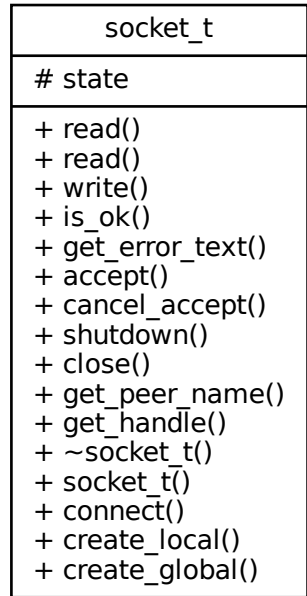 socket_t
# state
+ read()
+ read()
+ write()
+ is_ok()
+ get_error_text()
+ accept()
+ cancel_accept()
+ shutdown()
+ close()
+ get_peer_name()
+ get_handle()
+ ~socket_t()
+ socket_t()
+ connect()
+ create_local()
+ create_global()